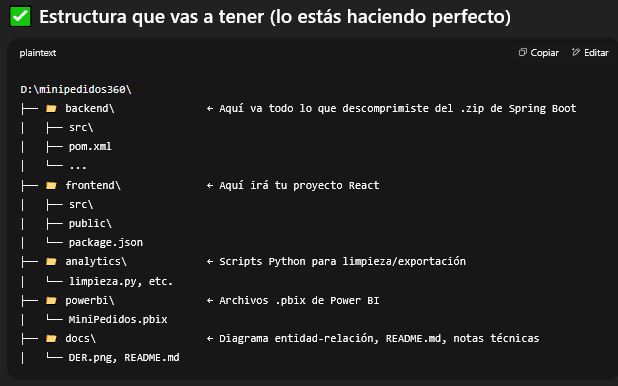 ✅ Estructura que vas a tener (lo estás haciendo perfecto)
plaintext Copiar Editar
D:\minipedidos360\
├── 📂 backend\ ← Aquí va todo lo que descomprimiste del .zip de Spring Boot
│   ├── src\
│   ├── pom.xml
│   └── ...
├── 📂 frontend\ ← Aquí irá tu proyecto React
│   ├── src\
│   ├── public\
│   └── package.json
├── 📂 analytics\ ← Scripts Python para limpieza/exportación
│   └── limpieza.py, etc.
├── 📂 powerbi\ ← Archivos .pbix de Power BI
│   └── MiniPedidos.pbix
├── 📂 docs\ ← Diagrama entidad-relación, README.md, notas técnicas
│   └── DER.png, README.md